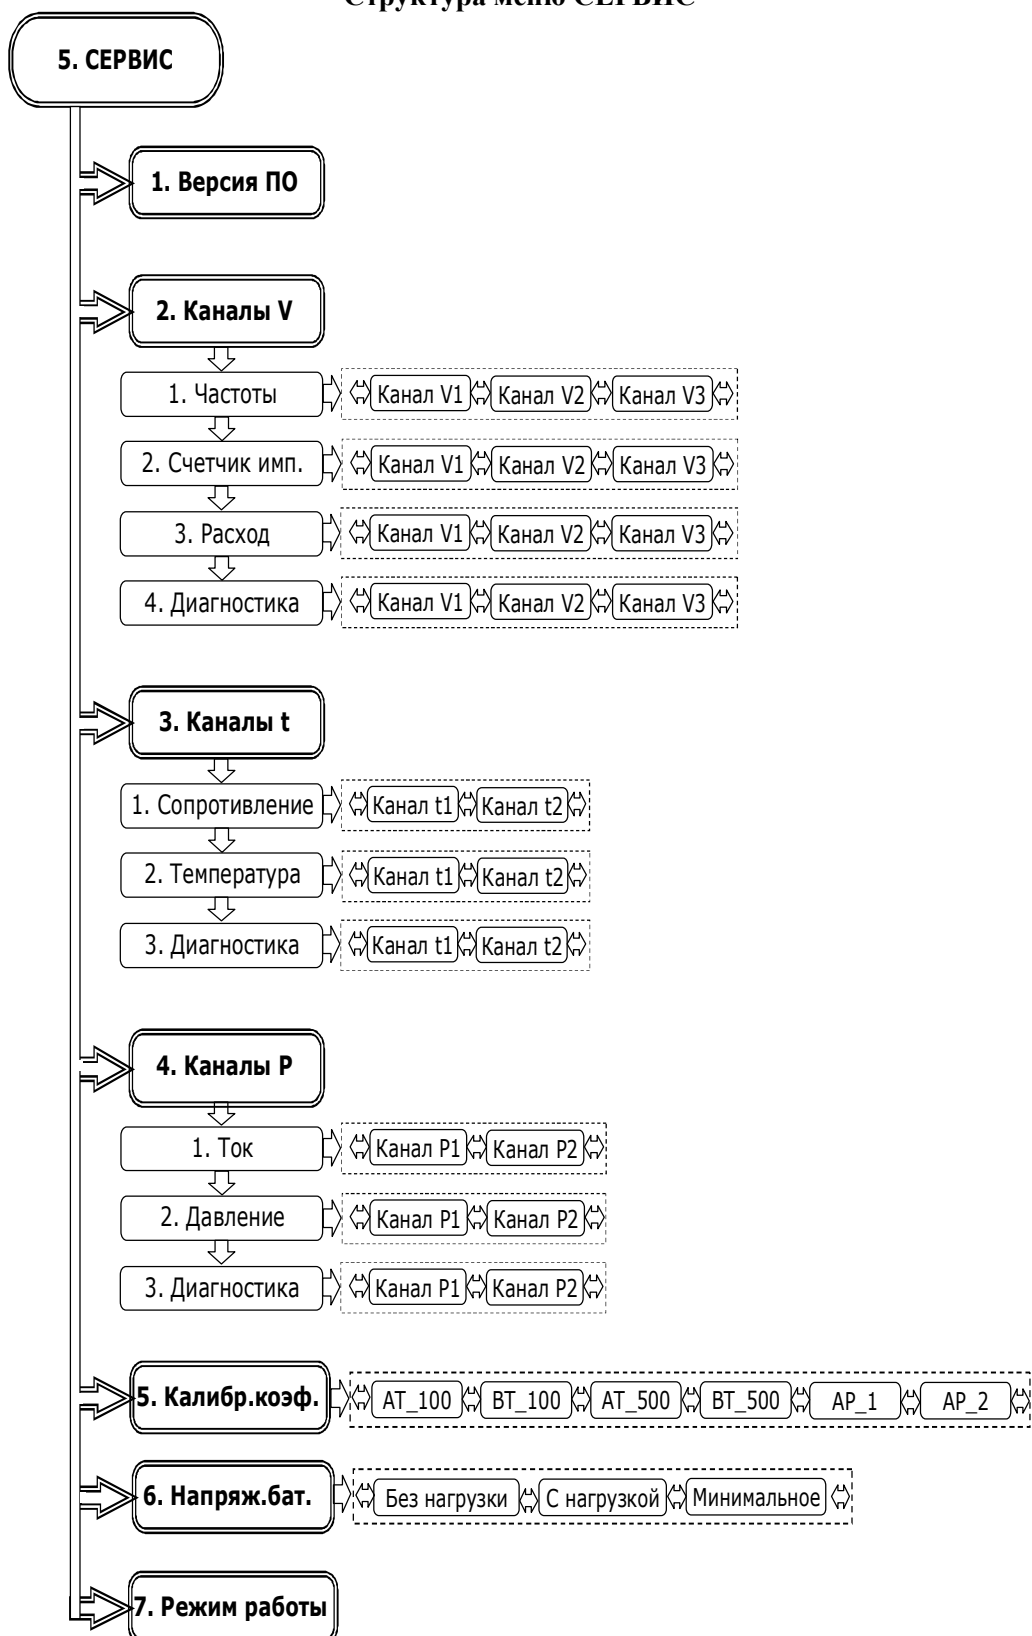 Структура меню СЕРВИС
5. СЕРВИС
1. Версия ПО
2. Каналы V
1. Частоты Канал V1 Канал V2 Канал V3
2. Счетчик имп. Канал V1 Канал V2 Канал V3
3. Расход Канал V1 Канал V2 Канал V3
4. Диагностика Канал V1 Канал V2 Канал V3
3. Каналы t
1. Сопротивление Канал t1 Канал t2
2. Температура Канал t1 Канал t2
3. Диагностика Канал t1 Канал t2
4. Каналы P
1. Ток Канал P1 Канал P2
2. Давление Канал P1 Канал P2
3. Диагностика Канал P1 Канал P2
5. Калибр.коэф. AT_100 BT_100 AT_500 BT_500 AP_1 AP_2
6. Напряж.бат. Без нагрузки С нагрузкой Минимальное
7. Режим работы